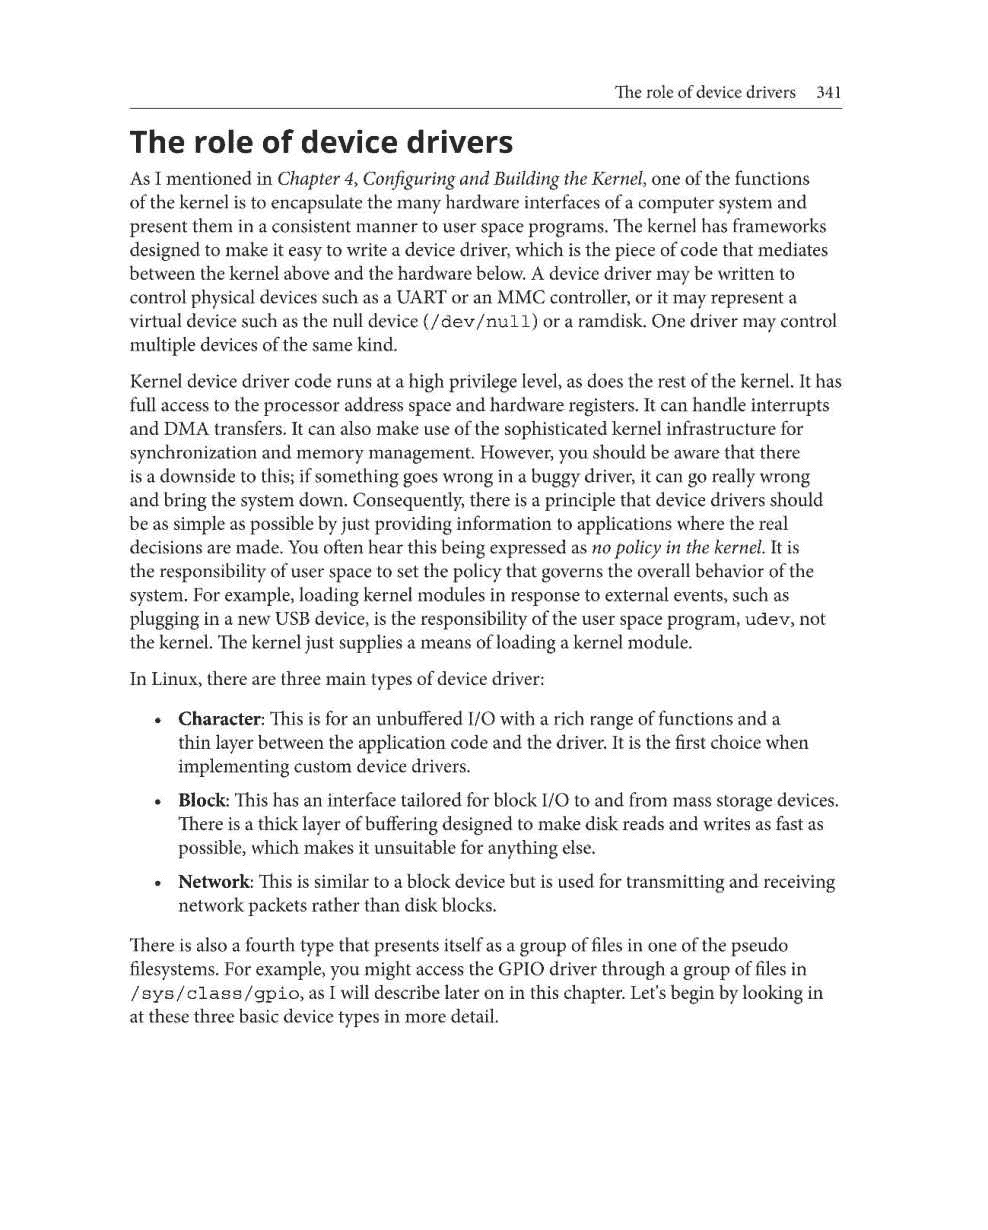 The role of device drivers 341
The role of device drivers
As I mentioned in Chapter 4, Configuring and Building the Kernel, one of the functions
of the kernel is to encapsulate the many hardware interfaces of a computer system and
present them in a consistent manner to user space programs. The kernel has frameworks
designed to make it easy to write a device driver, which is the piece of code that mediates
between the kernel above and the hardware below. A device driver may be written to
control physical devices such as a UART or an MMC controller, or it may represent a
virtual device such as the null device (/dev/null) or a ramdisk. One driver may control
multiple devices of the same kind.
Kernel device driver code runs at a high privilege level, as does the rest of the kernel. It has
full access to the processor address space and hardware registers. It can handle interrupts
and DMA transfers. It can also make use of the sophisticated kernel infrastructure for
synchronization and memory management. However, you should be aware that there
is a downside to this; if something goes wrong in a buggy driver, it can go really wrong
and bring the system down. Consequently, there is a principle that device drivers should
be as simple as possible by just providing information to applications where the real
decisions are made. You often hear this being expressed as no policy in the kernel. It is
the responsibility of user space to set the policy that governs the overall behavior of the
system. For example, loading kernel modules in response to external events, such as
plugging in a new USB device, is the responsibility of the user space program, udev, not
the kernel. The kernel just supplies a means of loading a kernel module.
In Linux, there are three main types of device driver:
• Character: This is for an unbuffered I/O with a rich range of functions and a
thin layer between the application code and the driver. It is the first choice when
implementing custom device drivers.
• Block: This has an interface tailored for block I/O to and from mass storage devices.
There is a thick layer of buffering designed to make disk reads and writes as fast as
possible, which makes it unsuitable for anything else.
• Network: This is similar to a block device but is used for transmitting and receiving
network packets rather than disk blocks.
There is also a fourth type that presents itself as a group of files in one of the pseudo
filesystems. For example, you might access the GPIO driver through a group of files in
/sys/class/gpio, as I will describe later on in this chapter. Let's begin by looking in
at these three basic device types in more detail.